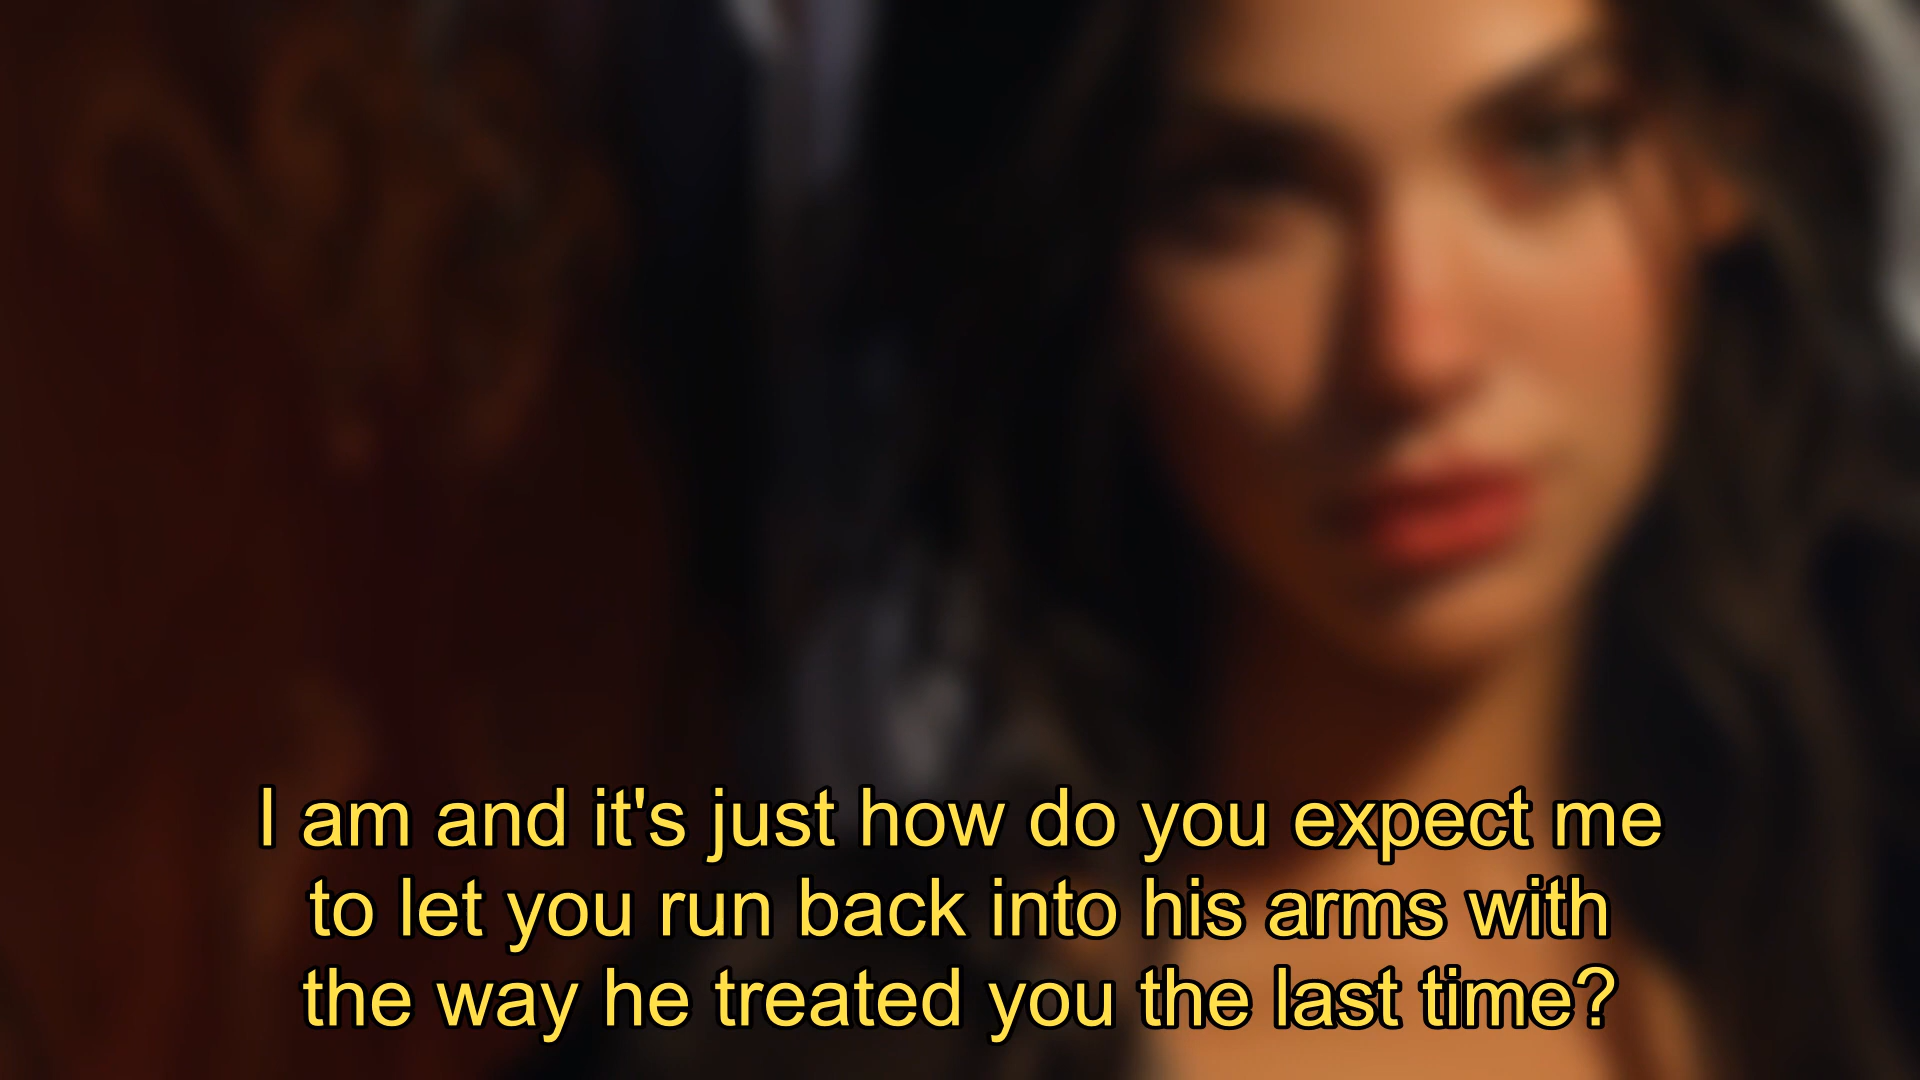 I am and it's just how do you expect me
to let you run back into his arms with
the way he treated you the last time?